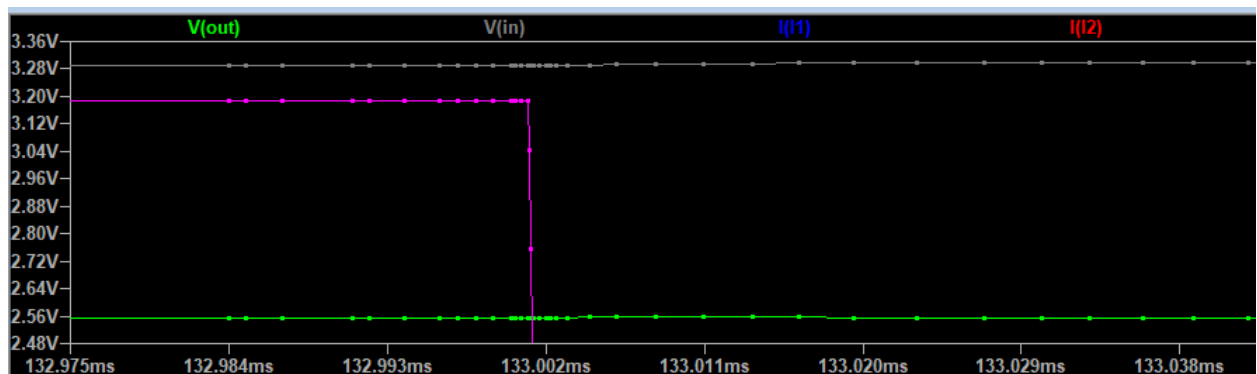 V(out) V(in) I(I1) I(I2)
3.36V
3.28V
3.20V
3.12V
3.04V
2.96V
2.88V
2.80V
2.72V
2.64V
2.56V
2.48V
132.975ms 132.984ms 132.993ms 133.002ms 133.011ms 133.020ms 133.029ms 133.038ms